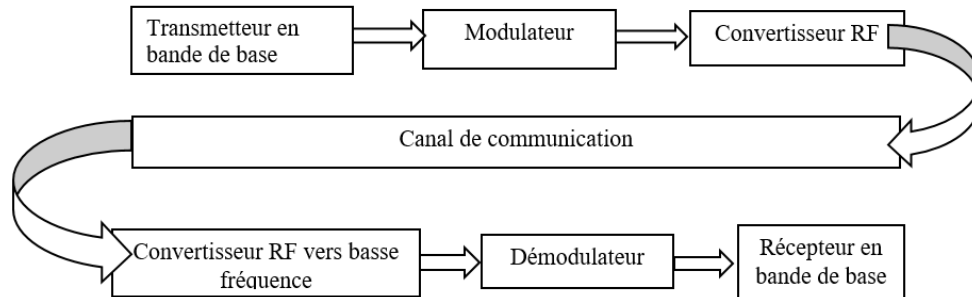 Transmetteur en
bande de base
Modulateur
Convertisseur RF
Canal de communication
Convertisseur RF vers basse
fréquence
Démodulateur
Récepteur en
bande de base